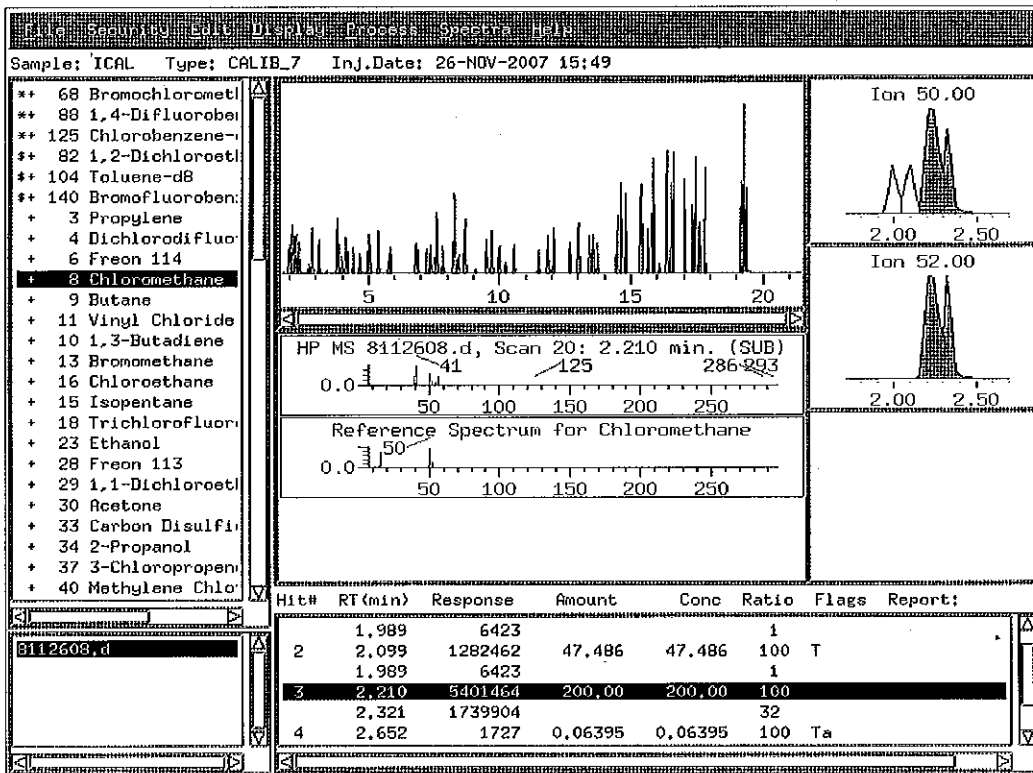 File Security Edit Display Process Spectra Help
Sample: 'ICAL Type: CALIB_7 Inj.Date: 26-NOV-2007 15:49
*+ 68 Bromochlorometl
*+ 88 1,4-Difluorober
*+ 125 Chlorobenzene-
$+ 82 1,2-Dichloroetl
$+ 104 Toluene-d8
$+ 140 Bromofluoroben
+ 3 Propylene
+ 4 Dichlorodifluo
+ 6 Freon 114
+ 8 Chloromethane
+ 9 Butane
+ 11 Vinyl Chloride
+ 10 1,3-Butadiene
+ 13 Bromomethane
+ 16 Chloroethane
+ 15 Isopentane
+ 18 Trichlorofluor
+ 23 Ethanol
+ 28 Freon 113
+ 29 1,1-Dichloroetl
+ 30 Acetone
+ 33 Carbon Disulfi
+ 34 2-Propanol
+ 37 3-Chloropropen
+ 40 Methylene Chlo
8112608.d
5 10 15 20
HP MS 8112608.d, Scan 20: 2.210 min. (SUB)
41 125 286 293
0.0
50 100 150 200 250
Reference Spectrum for Chloromethane
50
0.0
50 100 150 200 250
Ion 50.00
2.00 2.50
Ion 52.00
2.00 2.50
Hit# RT(min) Response Amount Conc Ratio Flags Report:
1.989 6423 1
2 2.099 1282462 47.486 47.486 100 T
1.989 6423 1
3 2.210 5401464 200.00 200.00 100
2.321 1739904 32
4 2.652 1727 0.06395 0.06395 100 Ta